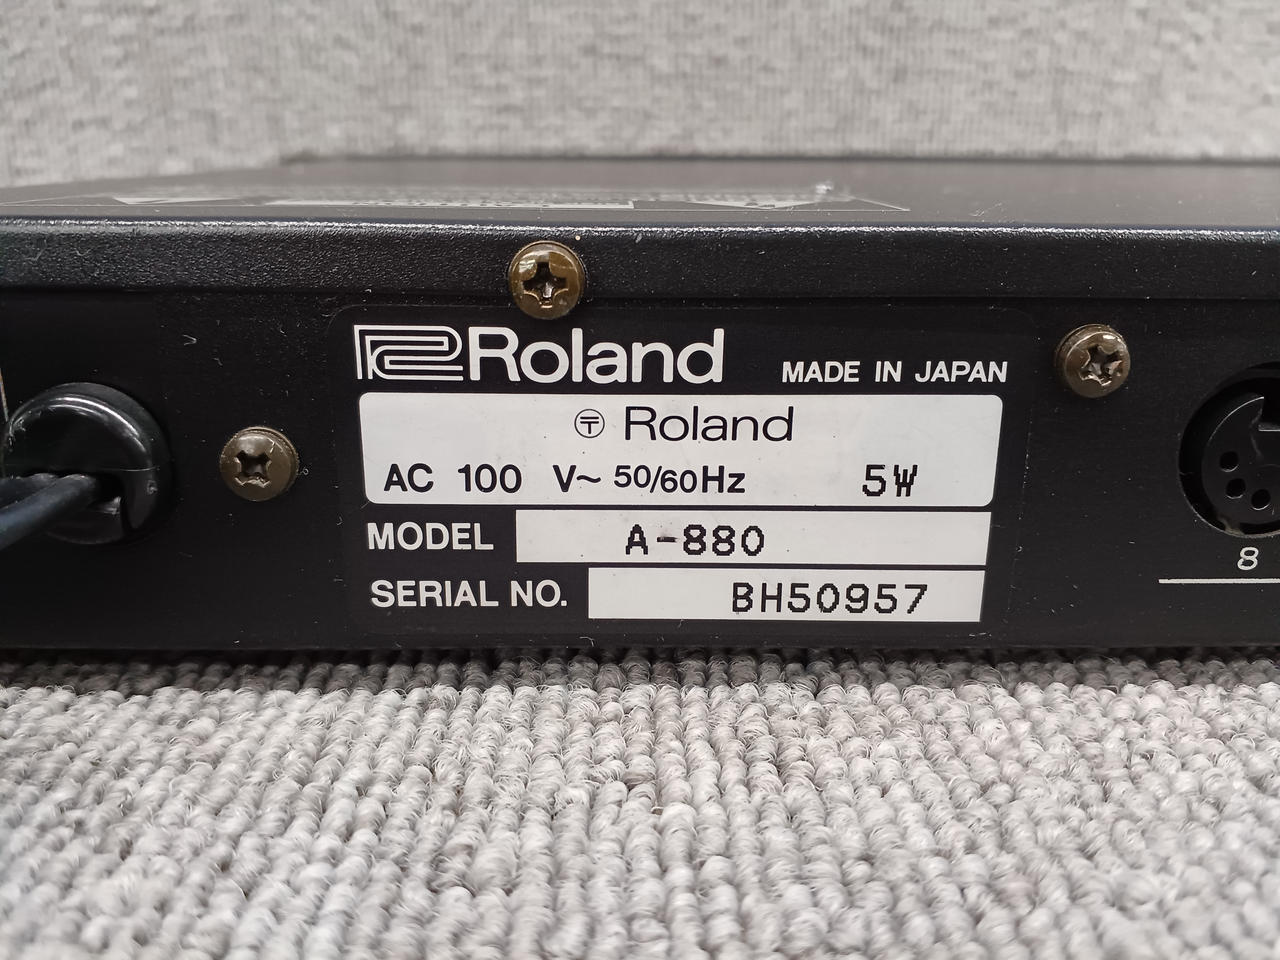 Roland MADE IN JAPAN
〒 Roland
AC 100 V~ 50/60Hz 5W
MODEL A-880
SERIAL NO. BH50957
8